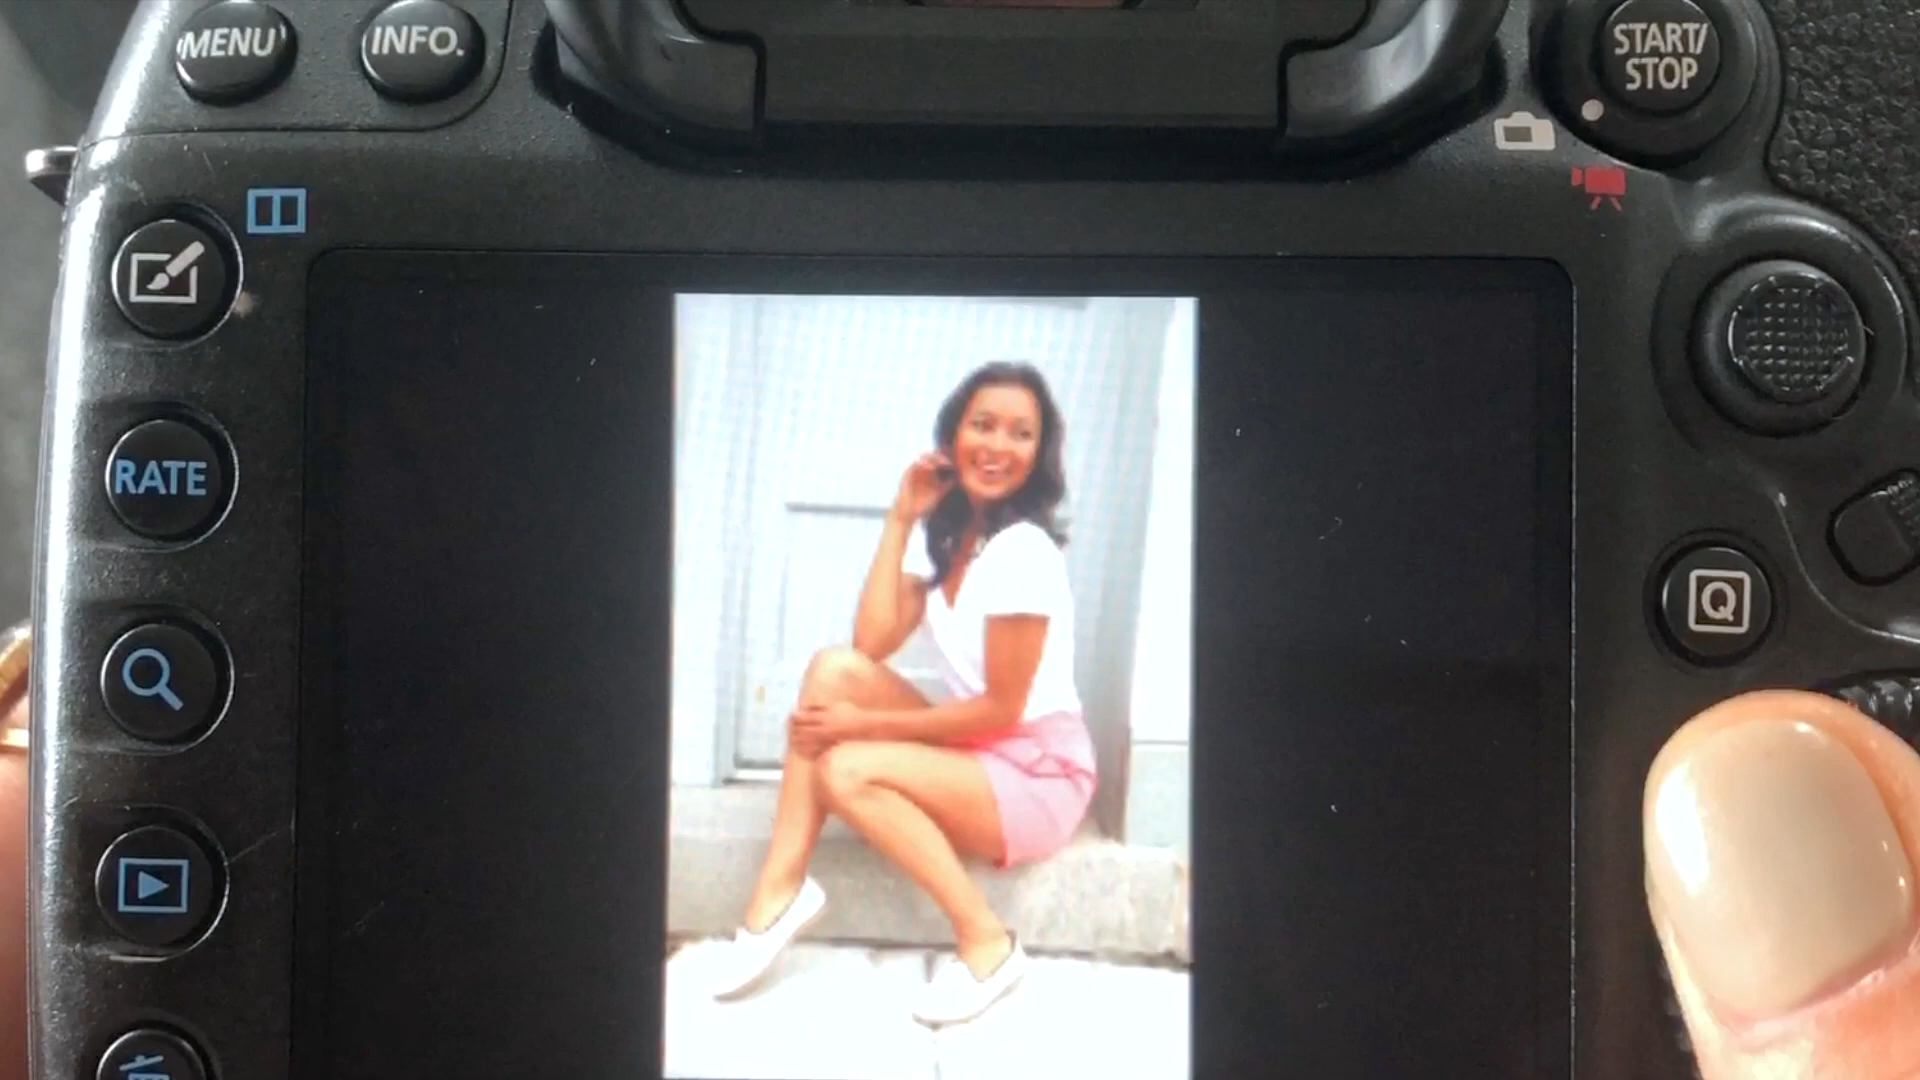 MENU
INFO.
START/
STOP
RATE
Q